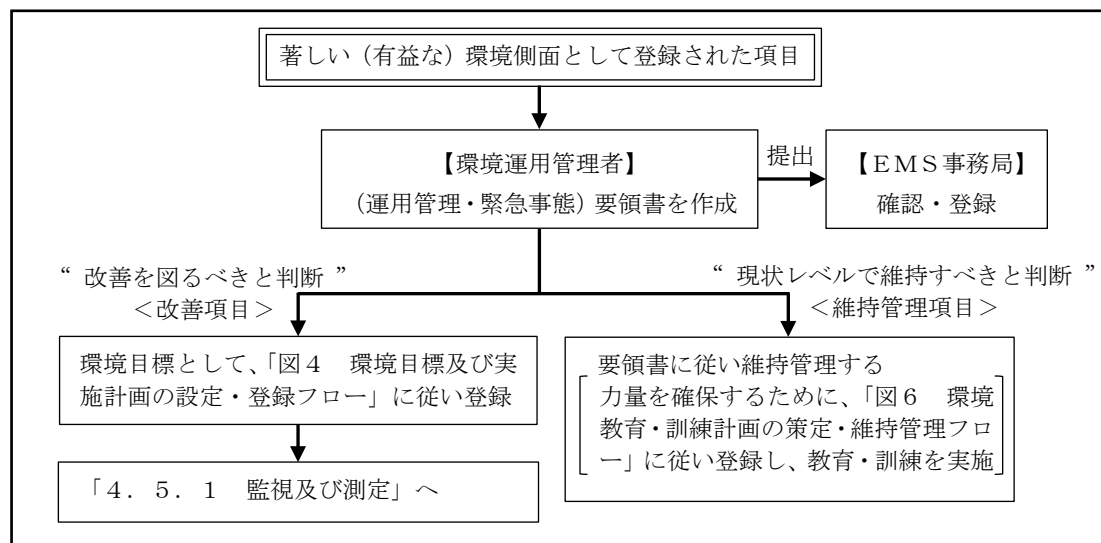 著しい（有益な）環境側面として登録された項目
【環境運用管理者】
（運用管理・緊急事態）要領書を作成
提出
【ＥＭＳ事務局】
確認・登録
“ 改善を図るべきと判断 ”
＜改善項目＞
“ 現状レベルで維持すべきと判断 ”
＜維持管理項目＞
環境目標として、「図４　環境目標及び実
施計画の設定・登録フロー」に従い登録
「４．５．１　監視及び測定」へ
要領書に従い維持管理する
力量を確保するために、「図６　環境
教育・訓練計画の策定・維持管理フロ
ー」に従い登録し、教育・訓練を実施